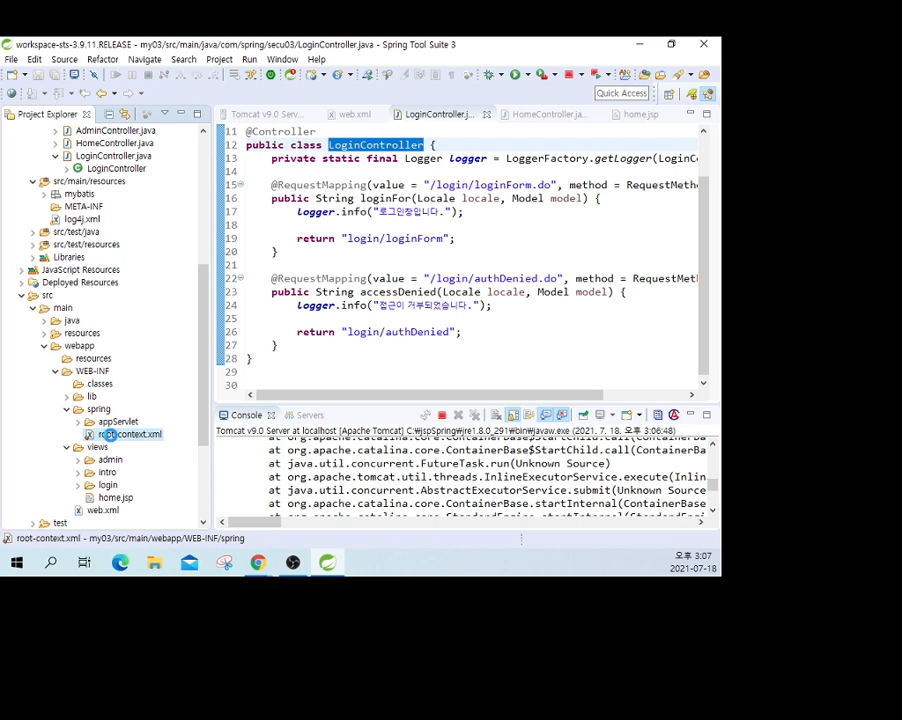 workspace-sts-3.9.11.RELEASE - my03/src/main/java/com/spring/secu03/LoginController.java - Spring Tool Suite 3
File Edit Source Refactor Navigate Search Project Run Window Help
Quick Access
Project Explorer
Tomcat v9.0 Serv... web.xml LoginController.j... HomeController.ja... home.jsp
AdminController.java
HomeController.java
LoginController.java
LoginController
src/main/resources
mybatis
META-INF
log4j.xml
src/test/java
src/test/resources
Libraries
JavaScript Resources
Deployed Resources
src
main
java
resources
webapp
resources
WEB-INF
classes
lib
spring
appServlet
root-context.xml
views
admin
intro
login
home.jsp
web.xml
test
11 @Controller
12 public class LoginController {
13 private static final Logger logger = LoggerFactory.getLogger(LoginC
14
15 @RequestMapping(value = "/login/loginForm.do", method = RequestMeth
16 public String loginFor(Locale locale, Model model) {
17 logger.info("로그인창입니다.");
18
19 return "login/loginForm";
20 }
21
22 @RequestMapping(value = "/login/authDenied.do", method = RequestMet
23 public String accessDenied(Locale locale, Model model) {
24 logger.info("접근이 거부되었습니다.");
25
26 return "login/authDenied";
27 }
28 }
29
30
Console Servers
Tomcat v9.0 Server at localhost [Apache Tomcat] C:￦jspSpring￦jre1.8.0_291￦bin￦javaw.exe (2021. 7. 18. 오후 3:06:48)
at org.apache.catalina.core.ContainerBase$StartChild.call(ContainerBa
at java.util.concurrent.FutureTask.run(Unknown Source)
at org.apache.tomcat.util.threads.InlineExecutorService.execute(Inlin
at java.util.concurrent.AbstractExecutorService.submit(Unknown Source
at org.apache.catalina.core.ContainerBase.startInternal(ContainerBase
root-context.xml - my03/src/main/webapp/WEB-INF/spring
오후 3:07
2021-07-18